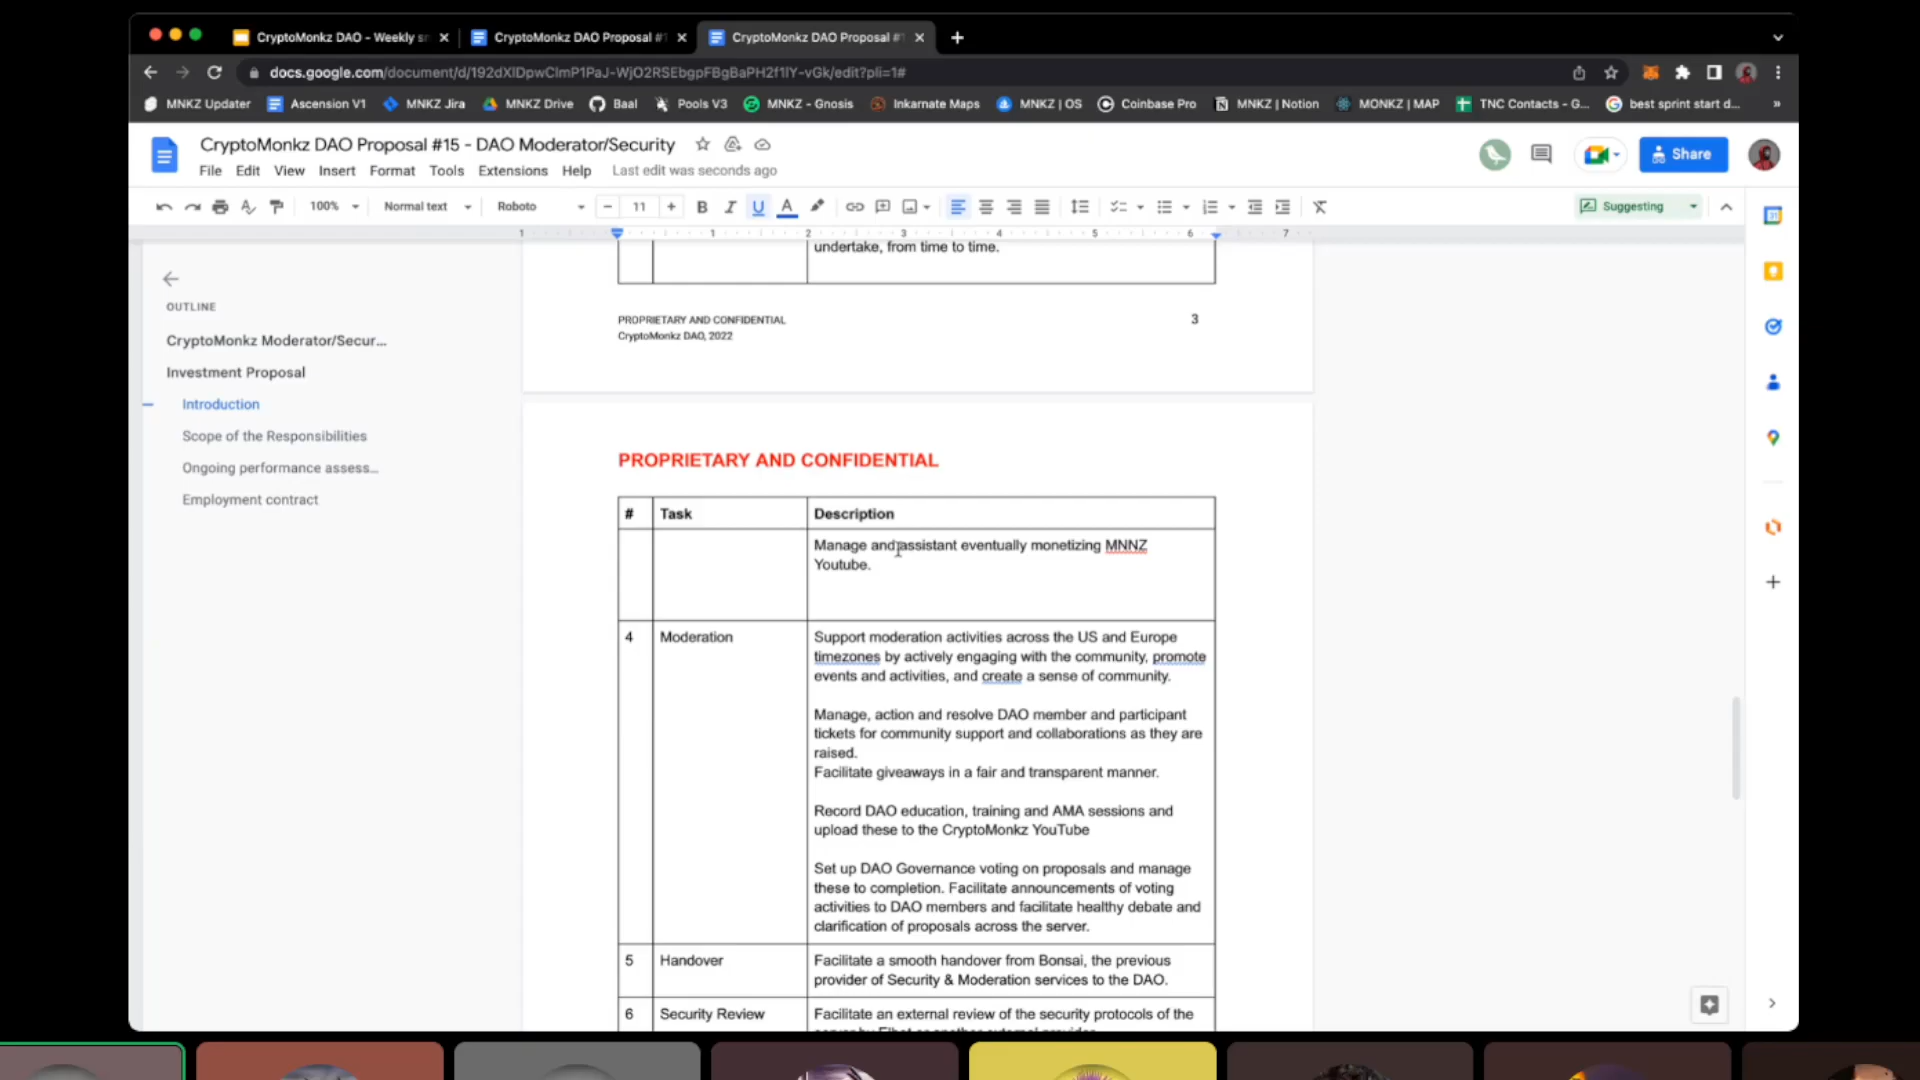 CryptoMonkz DAO - Weekly s
CryptoMonkz DAO Proposal #1
CryptoMonkz DAO Proposal #1
docs.google.com/document/d/192dXlDpwClmP1PaJ-WjO2RSEbgpFBgBaPH2f1lY-vGk/edit?pli=1#
MNKZ Updater
Ascension V1
MNKZ Jira
MNKZ Drive
Baal
Pools V3
MNKZ - Gnosis
Inkarnate Maps
MNKZ | OS
Coinbase Pro
MNKZ | Notion
MONKZ | MAP
TNC Contacts - G...
best sprint start d...
CryptoMonkz DAO Proposal #15 - DAO Moderator/Security
File Edit View Insert Format Tools Extensions Help Last edit was seconds ago
Share
100% Normal text Roboto 11 Suggesting
1 1 2 3 4 5 6 7
OUTLINE
CryptoMonkz Moderator/Secur...
Investment Proposal
Introduction
Scope of the Responsibilities
Ongoing performance assess...
Employment contract
undertake, from time to time.
PROPRIETARY AND CONFIDENTIAL 3
CryptoMonkz DAO, 2022
PROPRIETARY AND CONFIDENTIAL
# Task Description
Manage and assistant eventually monetizing MNNZ
Youtube.
4 Moderation Support moderation activities across the US and Europe
timezones by actively engaging with the community, promote
events and activities, and create a sense of community.
Manage, action and resolve DAO member and participant
tickets for community support and collaborations as they are
raised.
Facilitate giveaways in a fair and transparent manner.
Record DAO education, training and AMA sessions and
upload these to the CryptoMonkz YouTube
Set up DAO Governance voting on proposals and manage
these to completion. Facilitate announcements of voting
activities to DAO members and facilitate healthy debate and
clarification of proposals across the server.
5 Handover Facilitate a smooth handover from Bonsai, the previous
provider of Security & Moderation services to the DAO.
6 Security Review Facilitate an external review of the security protocols of the